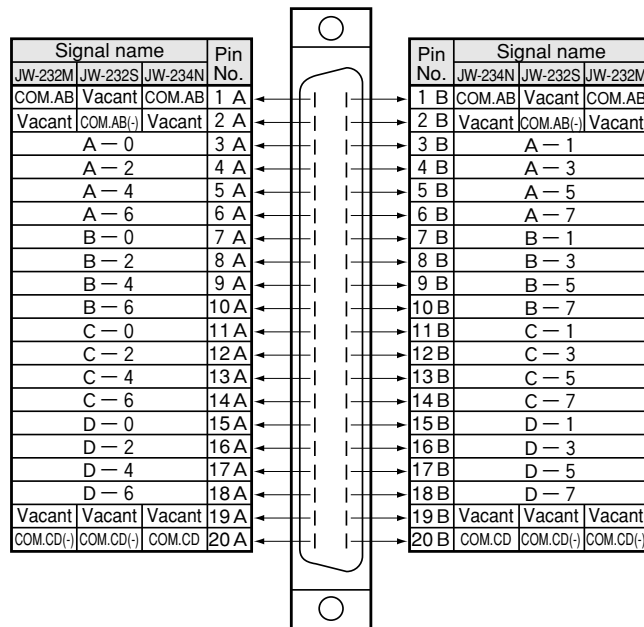 Signal name Pin No.
JW-232M JW-232S JW-234N
COM.AB Vacant COM.AB 1 A
Vacant COM.AB(-) Vacant 2 A
A — 0 3 A
A — 2 4 A
A — 4 5 A
A — 6 6 A
B — 0 7 A
B — 2 8 A
B — 4 9 A
B — 6 10 A
C — 0 11 A
C — 2 12 A
C — 4 13 A
C — 6 14 A
D — 0 15 A
D — 2 16 A
D — 4 17 A
D — 6 18 A
Vacant Vacant Vacant 19 A
COM.CD(-) COM.CD(-) COM.CD 20 A
Pin No. Signal name
JW-234N JW-232S JW-232M
1 B COM.AB Vacant COM.AB
2 B Vacant COM.AB(-) Vacant
3 B A — 1
4 B A — 3
5 B A — 5
6 B A — 7
7 B B — 1
8 B B — 3
9 B B — 5
10 B B — 7
11 B C — 1
12 B C — 3
13 B C — 5
14 B C — 7
15 B D — 1
16 B D — 3
17 B D — 5
18 B D — 7
19 B Vacant Vacant Vacant
20 B COM.CD COM.CD(-) COM.CD(-)